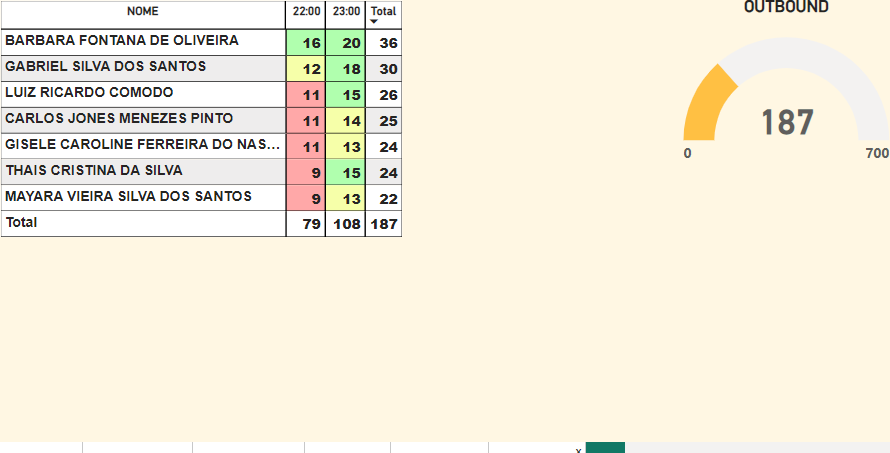 NOME 22:00 23:00 Total
BARBARA FONTANA DE OLIVEIRA 16 20 36
GABRIEL SILVA DOS SANTOS 12 18 30
LUIZ RICARDO COMODO 11 15 26
CARLOS JONES MENEZES PINTO 11 14 25
GISELE CAROLINE FERREIRA DO NAS... 11 13 24
THAIS CRISTINA DA SILVA 9 15 24
MAYARA VIEIRA SILVA DOS SANTOS 9 13 22
Total 79 108 187
OUTBOUND
187
0 700
x